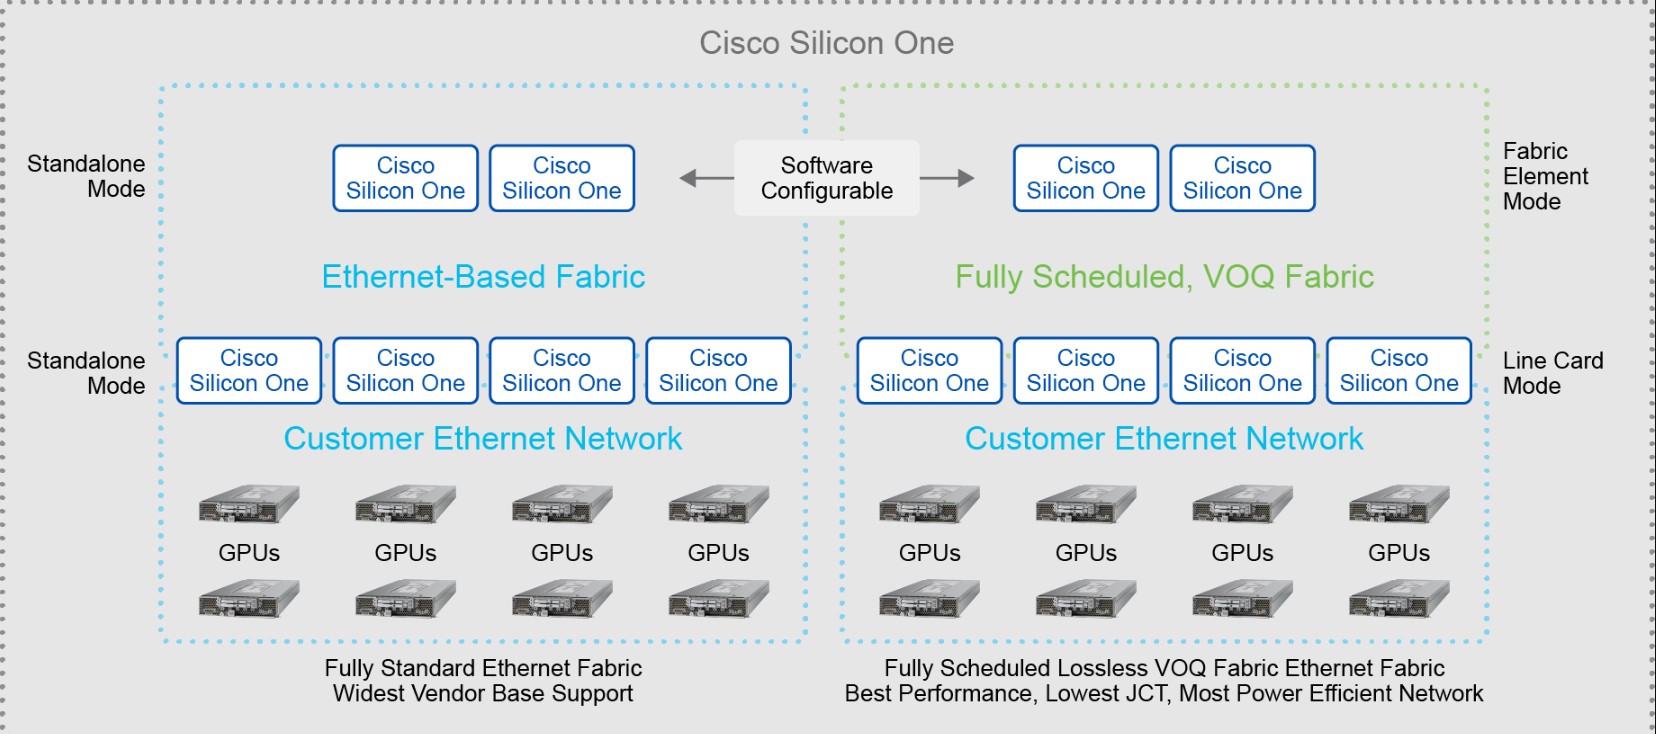 Cisco Silicon One
Standalone
Mode
Cisco
Silicon One
Cisco
Silicon One
Software
Configurable
Cisco
Silicon One
Cisco
Silicon One
Fabric
Element
Mode
Ethernet-Based Fabric
Fully Scheduled, VOQ Fabric
Standalone
Mode
Cisco
Silicon One
Cisco
Silicon One
Cisco
Silicon One
Cisco
Silicon One
Cisco
Silicon One
Cisco
Silicon One
Cisco
Silicon One
Cisco
Silicon One
Line Card
Mode
Customer Ethernet Network
Customer Ethernet Network
GPUs
GPUs
GPUs
GPUs
GPUs
GPUs
GPUs
GPUs
Fully Standard Ethernet Fabric
Widest Vendor Base Support
Fully Scheduled Lossless VOQ Fabric Ethernet Fabric
Best Performance, Lowest JCT, Most Power Efficient Network